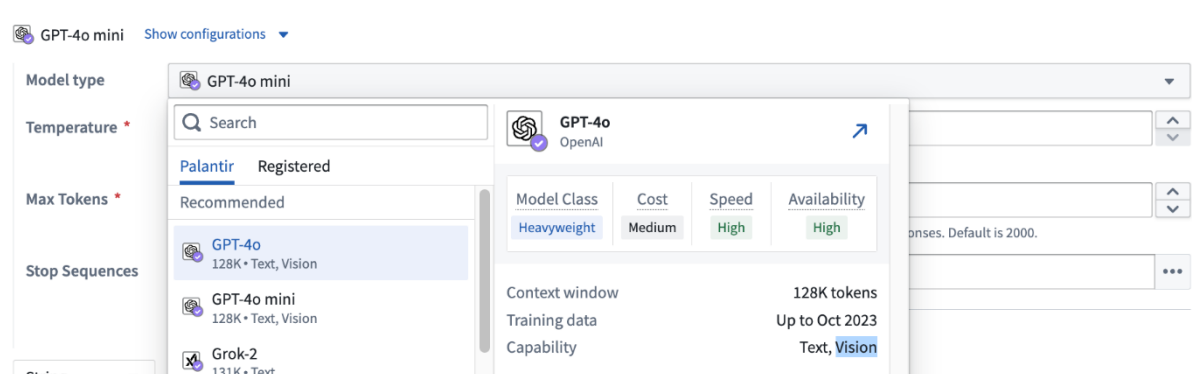 GPT-4o mini Show configurations
Model type GPT-4o mini
Temperature *
Max Tokens *
onses. Default is 2000.
Stop Sequences
Search
Palantir Registered
Recommended
GPT-4o
128K • Text, Vision
GPT-4o mini
128K • Text, Vision
Grok-2
131K • Text
GPT-4o
OpenAI
Model Class Cost Speed Availability
Heavyweight Medium High High
Context window 128K tokens
Training data Up to Oct 2023
Capability Text, Vision